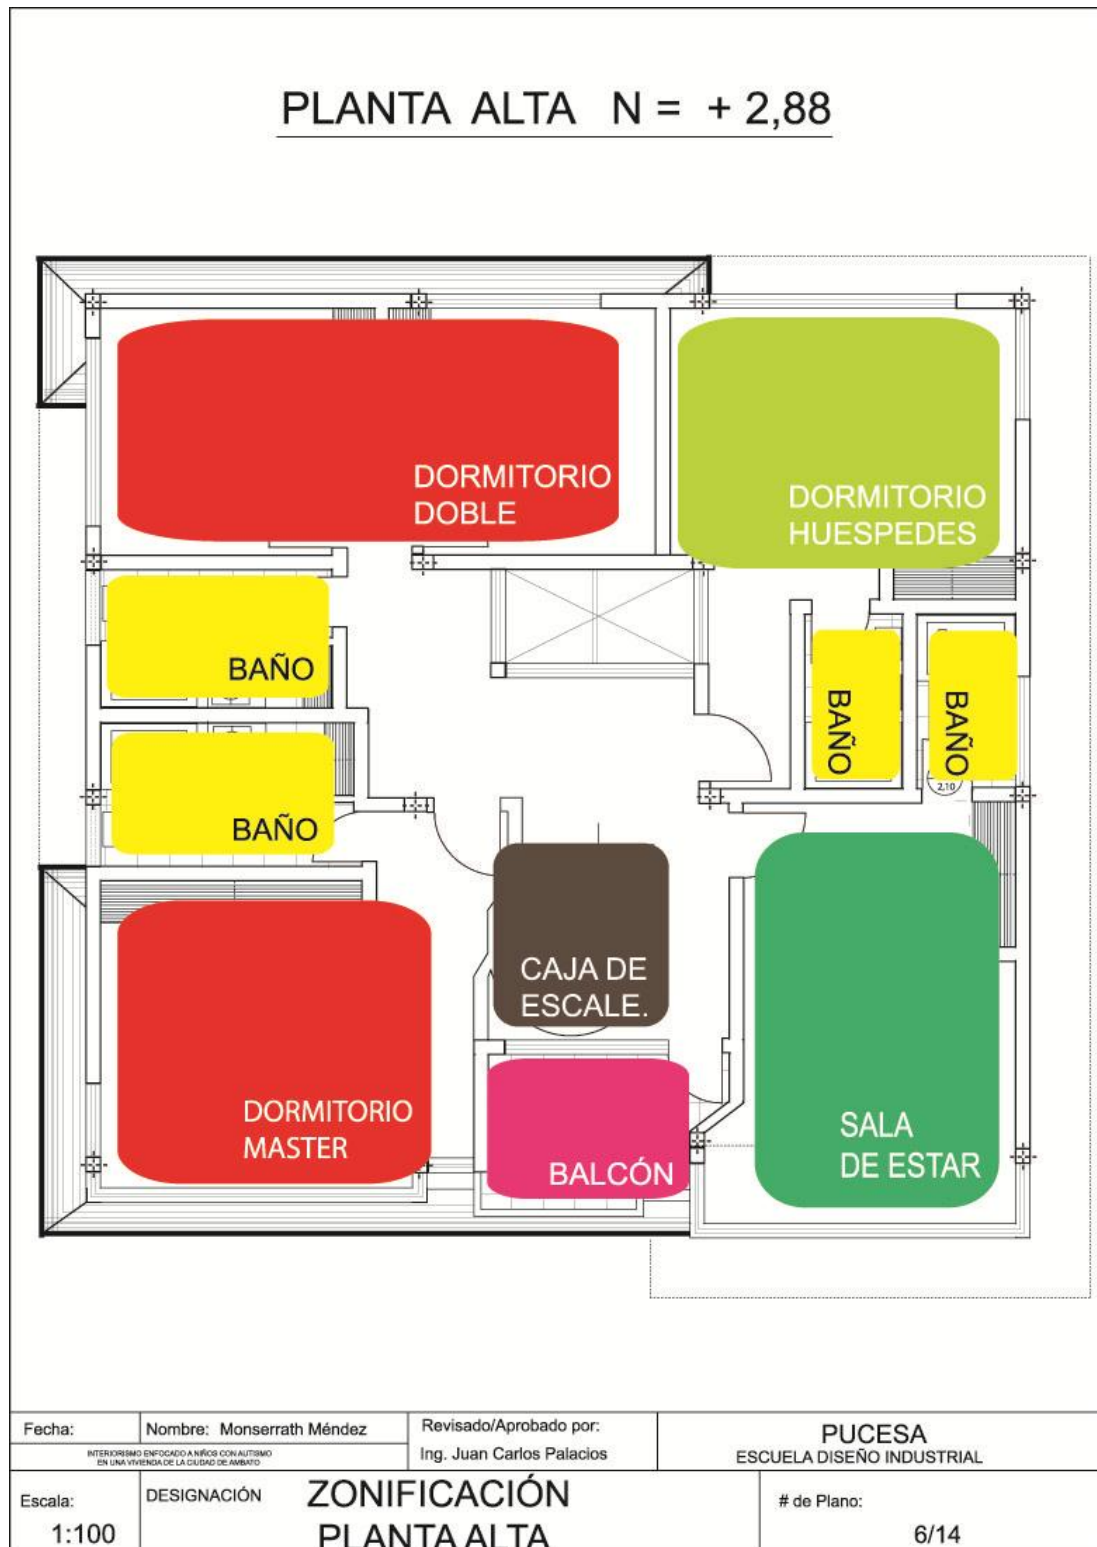 PLANTA ALTA N = + 2,88
DORMITORIO
DOBLE
DORMITORIO
HUESPEDES
BAÑO
BAÑO
BAÑO
BAÑO
2,10
CAJA DE
ESCALE.
DORMITORIO
MASTER
BALCÓN
SALA
DE ESTAR
Fecha:
Nombre: Monserrath Méndez
Revisado/Aprobado por:
Ing. Juan Carlos Palacios
PUCESA
ESCUELA DISEÑO INDUSTRIAL
INTERIORISMO ENFOCADO A NIÑOS CON AUTISMO
EN UNA VIVIENDA DE LA CIUDAD DE AMBATO
Escala:
1:100
DESIGNACIÓN
ZONIFICACIÓN
PLANTA ALTA
# de Plano:
6/14